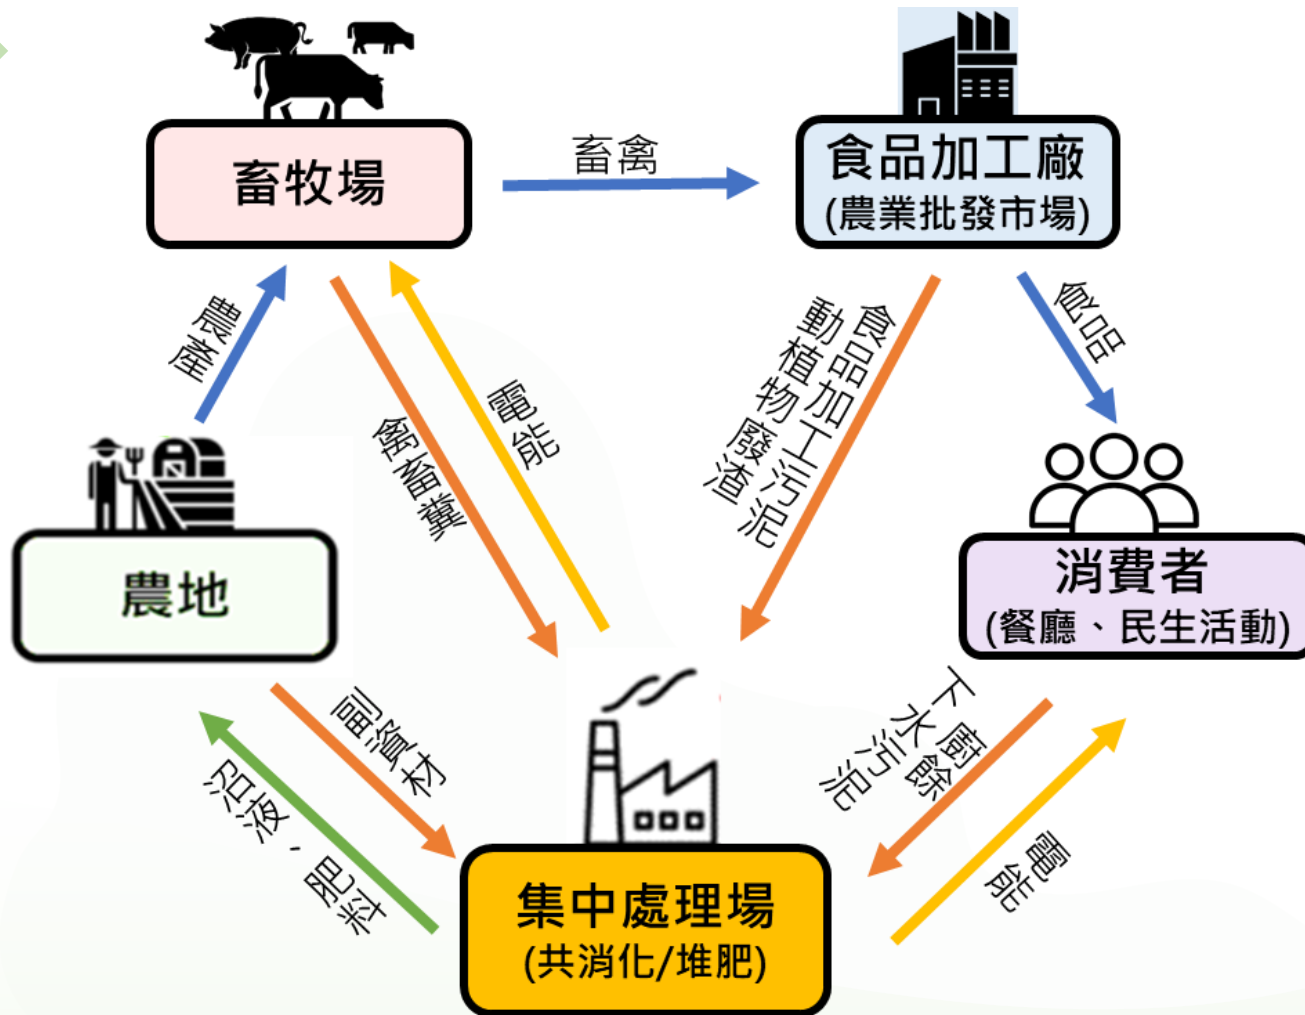 畜牧場
畜禽
食品加工廠
(農業批發市場)
農產
禽畜糞
電能
食品加工污泥
動植物廢渣
食品
農地
消費者
(餐廳、民生活動)
副資材
沼液、肥料
廚餘
下水污泥
電能
集中處理場
(共消化/堆肥)